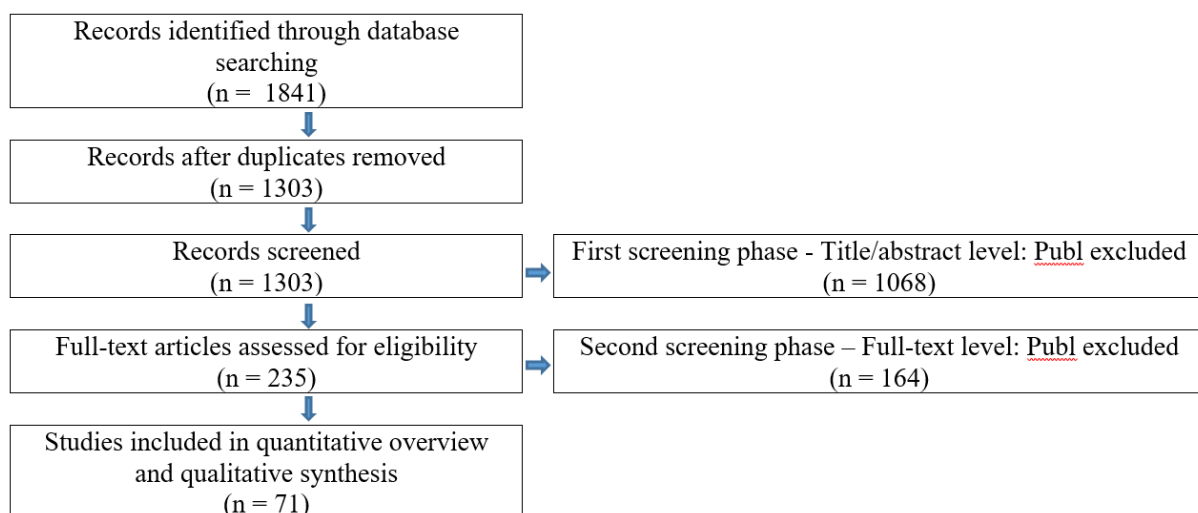 Records identified through database
searching
(n =  1841)
Records after duplicates removed
(n = 1303)
Records screened
(n = 1303)
First screening phase - Title/abstract level: Publ excluded
(n = 1068)
Full-text articles assessed for eligibility
(n = 235)
Second screening phase – Full-text level: Publ excluded
(n = 164)
Studies included in quantitative overview
and qualitative synthesis
(n = 71)